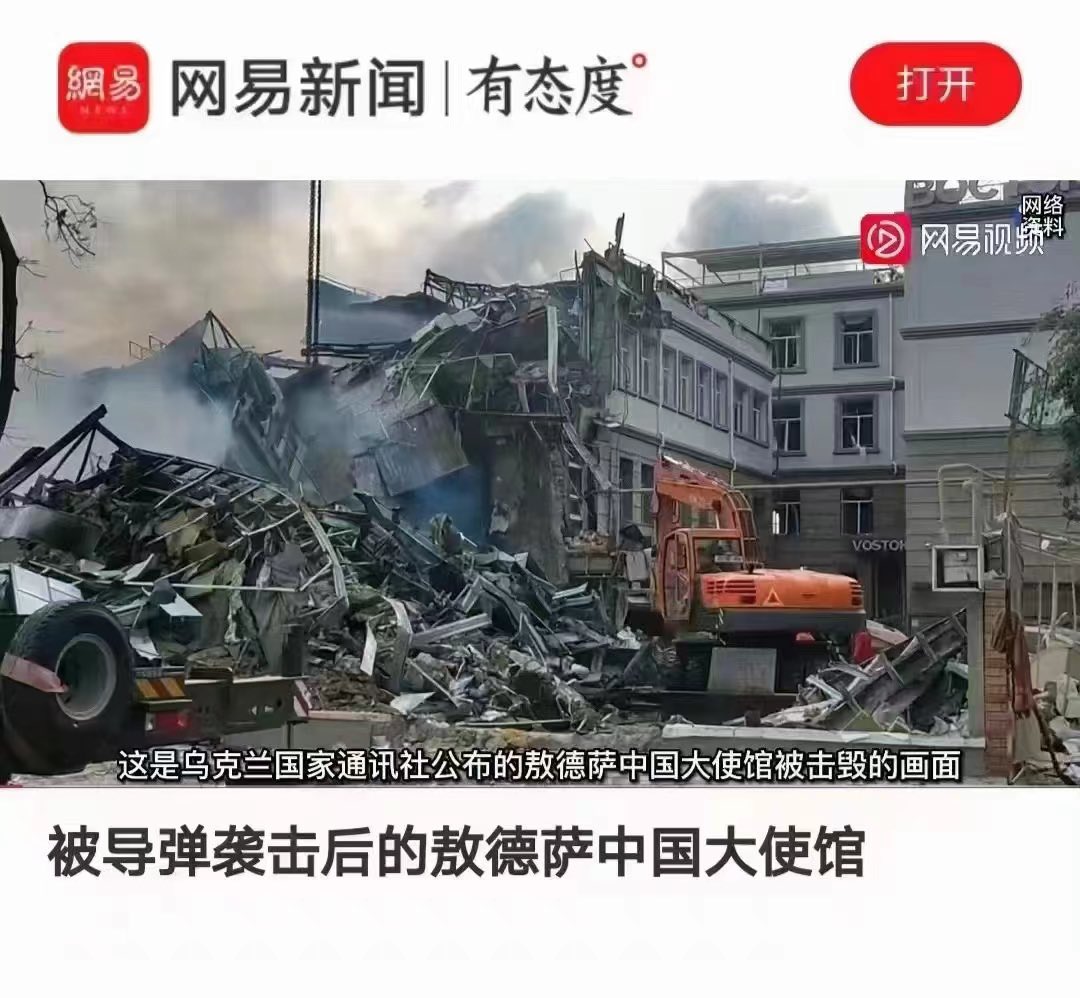 網易
网易新闻 | 有态度°
打开
网络
资料
网易视频
VOSTOK
这是乌克兰国家通讯社公布的敖德萨中国大使馆被击毁的画面
被导弹袭击后的敖德萨中国大使馆